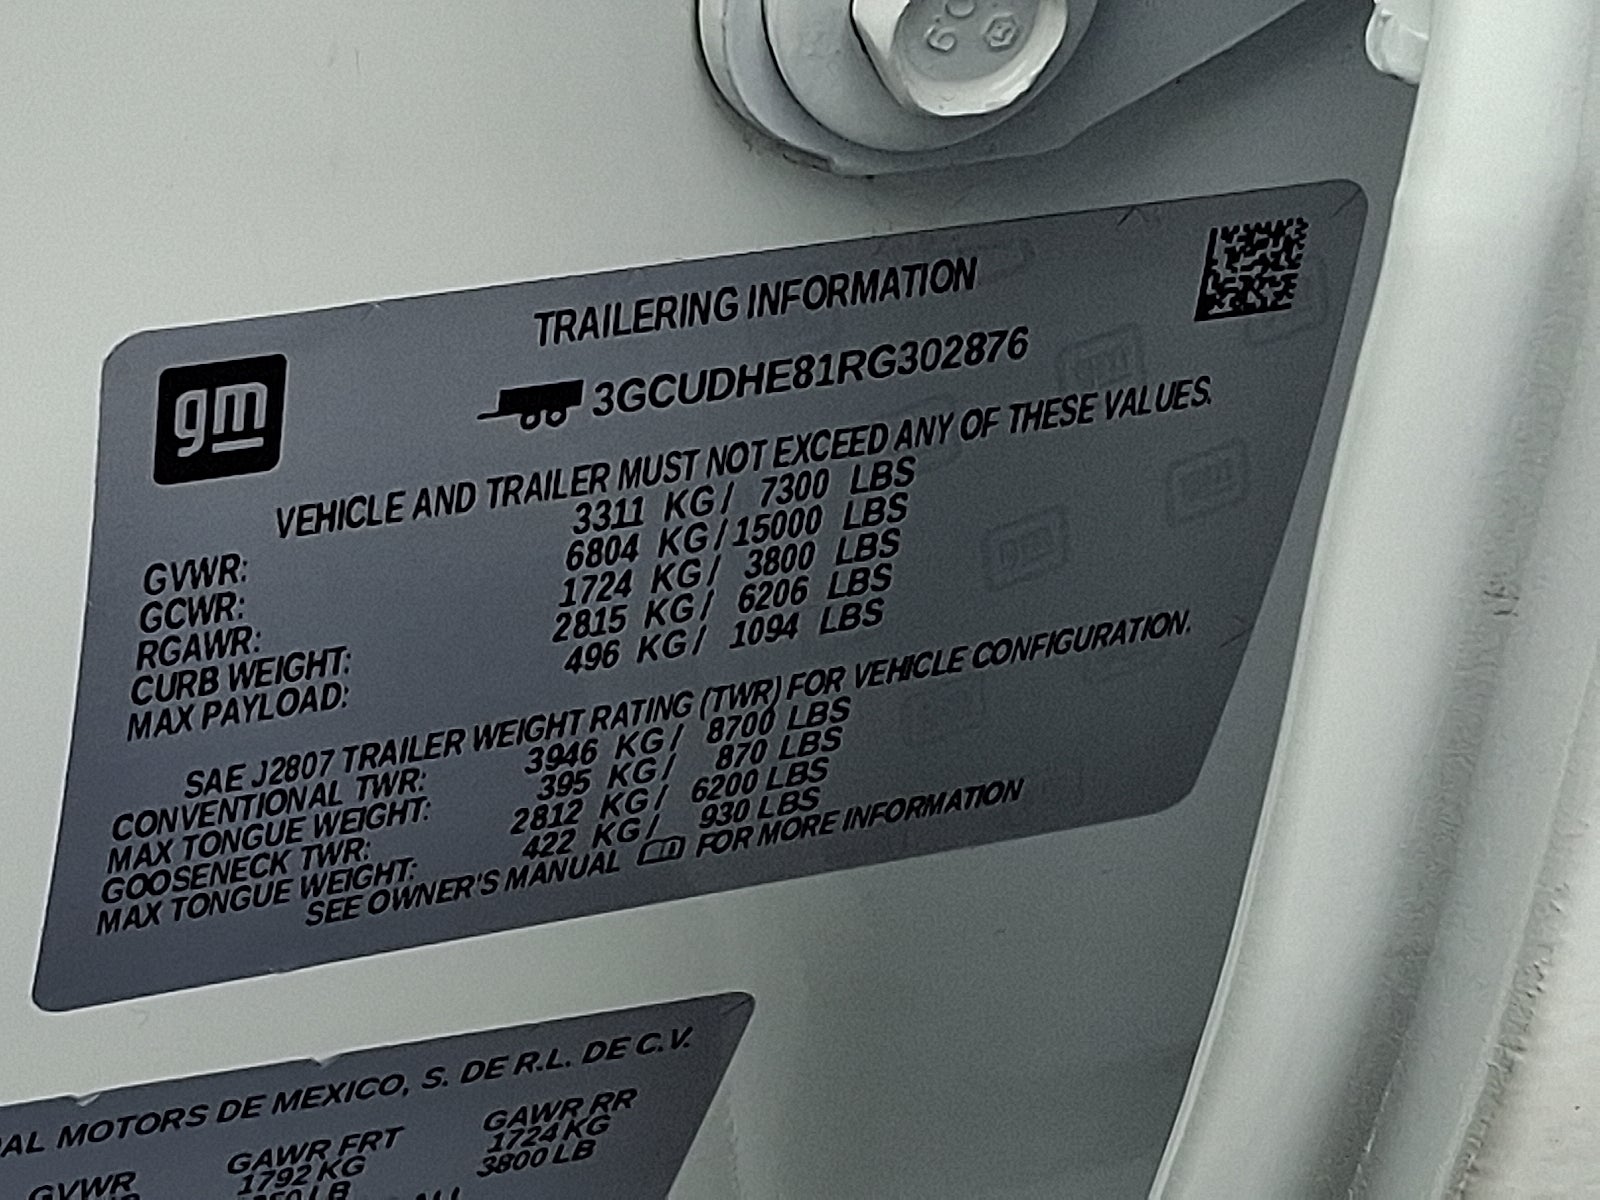 TRAILERING INFORMATION
gm
3GCUDHE81RG302876
VEHICLE AND TRAILER MUST NOT EXCEED ANY OF THESE VALUES.
GVWR: 3311 KG / 7300 LBS
GCWR: 6804 KG / 15000 LBS
RGAWR: 1724 KG / 3800 LBS
CURB WEIGHT: 2815 KG / 6206 LBS
MAX PAYLOAD: 496 KG / 1094 LBS
SAE J2807 TRAILER WEIGHT RATING (TWR) FOR VEHICLE CONFIGURATION.
CONVENTIONAL TWR: 3946 KG / 8700 LBS
MAX TONGUE WEIGHT: 395 KG / 870 LBS
GOOSENECK TWR: 2812 KG / 6200 LBS
MAX TONGUE WEIGHT: 422 KG / 930 LBS
SEE OWNER'S MANUAL FOR MORE INFORMATION
MOTORS DE MEXICO, S. DE R.L. DE C.V.
GVWR GAWR FRT GAWR RR
1792 KG 1724 KG
3800 LB